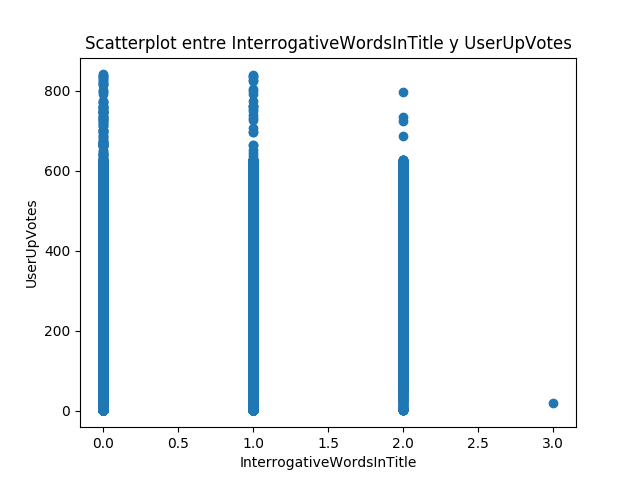 Scatterplot entre InterrogativeWordsInTitle y UserUpVotes
UserUpVotes
800
600
400
200
0
0.0 0.5 1.0 1.5 2.0 2.5 3.0
InterrogativeWordsInTitle